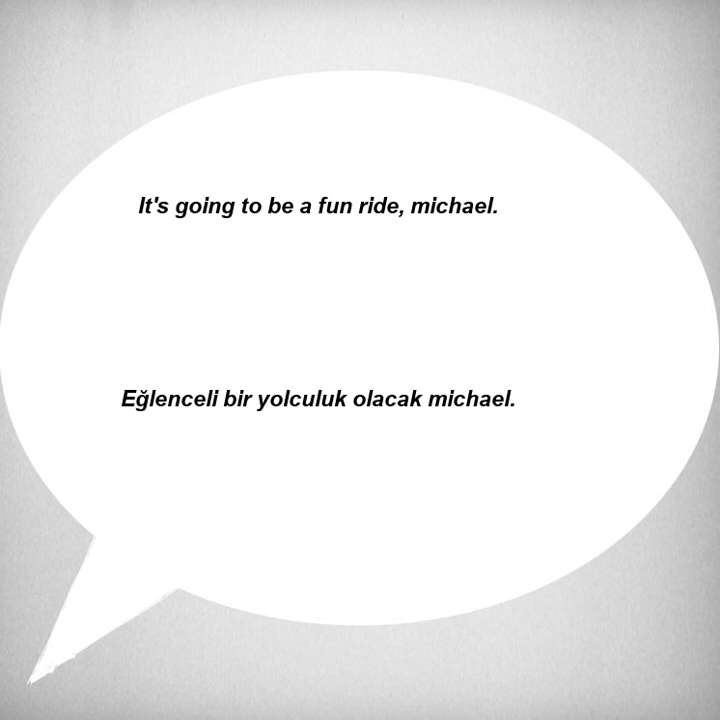 It's going to be a fun ride, michael.
Eğlenceli bir yolculuk olacak michael.